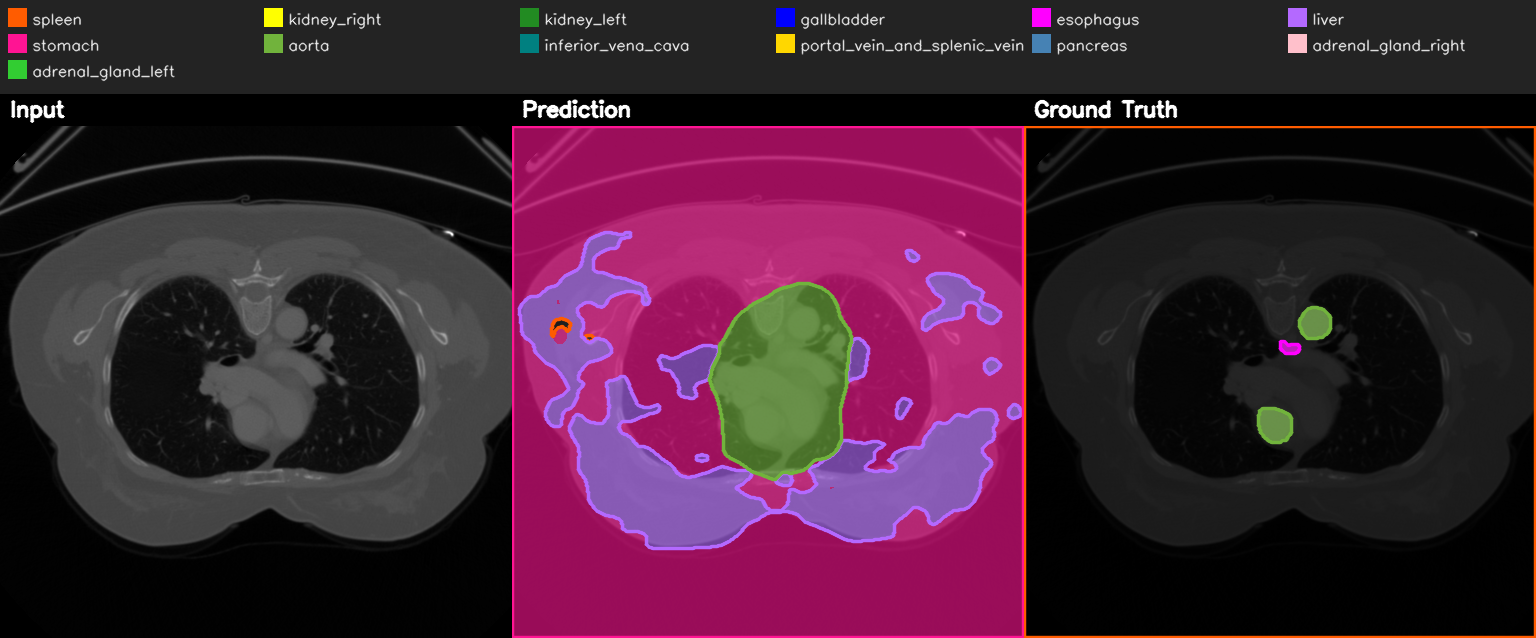 spleen kidney_right kidney_left gallbladder esophagus liver
stomach aorta inferior_vena_cava portal_vein_and_splenic_vein pancreas adrenal_gland_right
adrenal_gland_left
Input Prediction Ground Truth